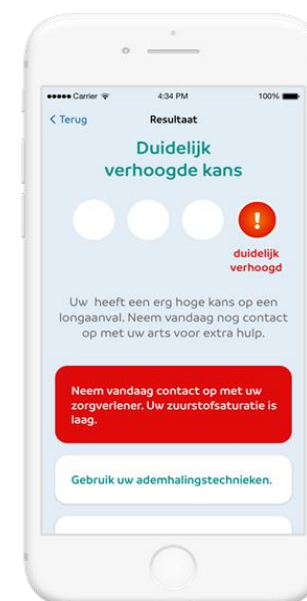 Carrier 4:34 PM 100%
Terug Resultaat
Duidelijk
verhoogde kans
!
duidelijk
verhoogd
Uw heeft een erg hoge kans op een
longaanval. Neem vandaag nog contact
op met uw arts voor extra hulp.
Neem vandaag contact op met uw
zorgverlener. Uw zuurstofsaturatie is
laag.
Gebruik uw ademhalingstechnieken.